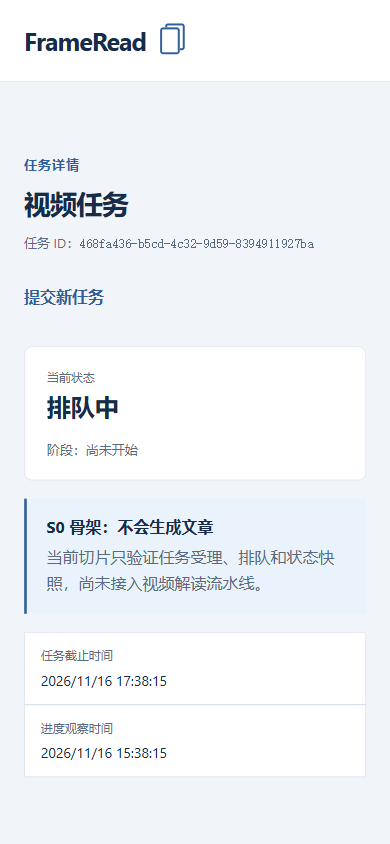 FrameRead
任务详情
视频任务
任务 ID：468fa436-b5cd-4c32-9d59-8394911927ba
提交新任务
当前状态
排队中
阶段：尚未开始
S0 骨架：不会生成文章
当前切片只验证任务受理、排队和状态快
照，尚未接入视频解读流水线。
任务截止时间
2026/11/16 17:38:15
进度观察时间
2026/11/16 15:38:15